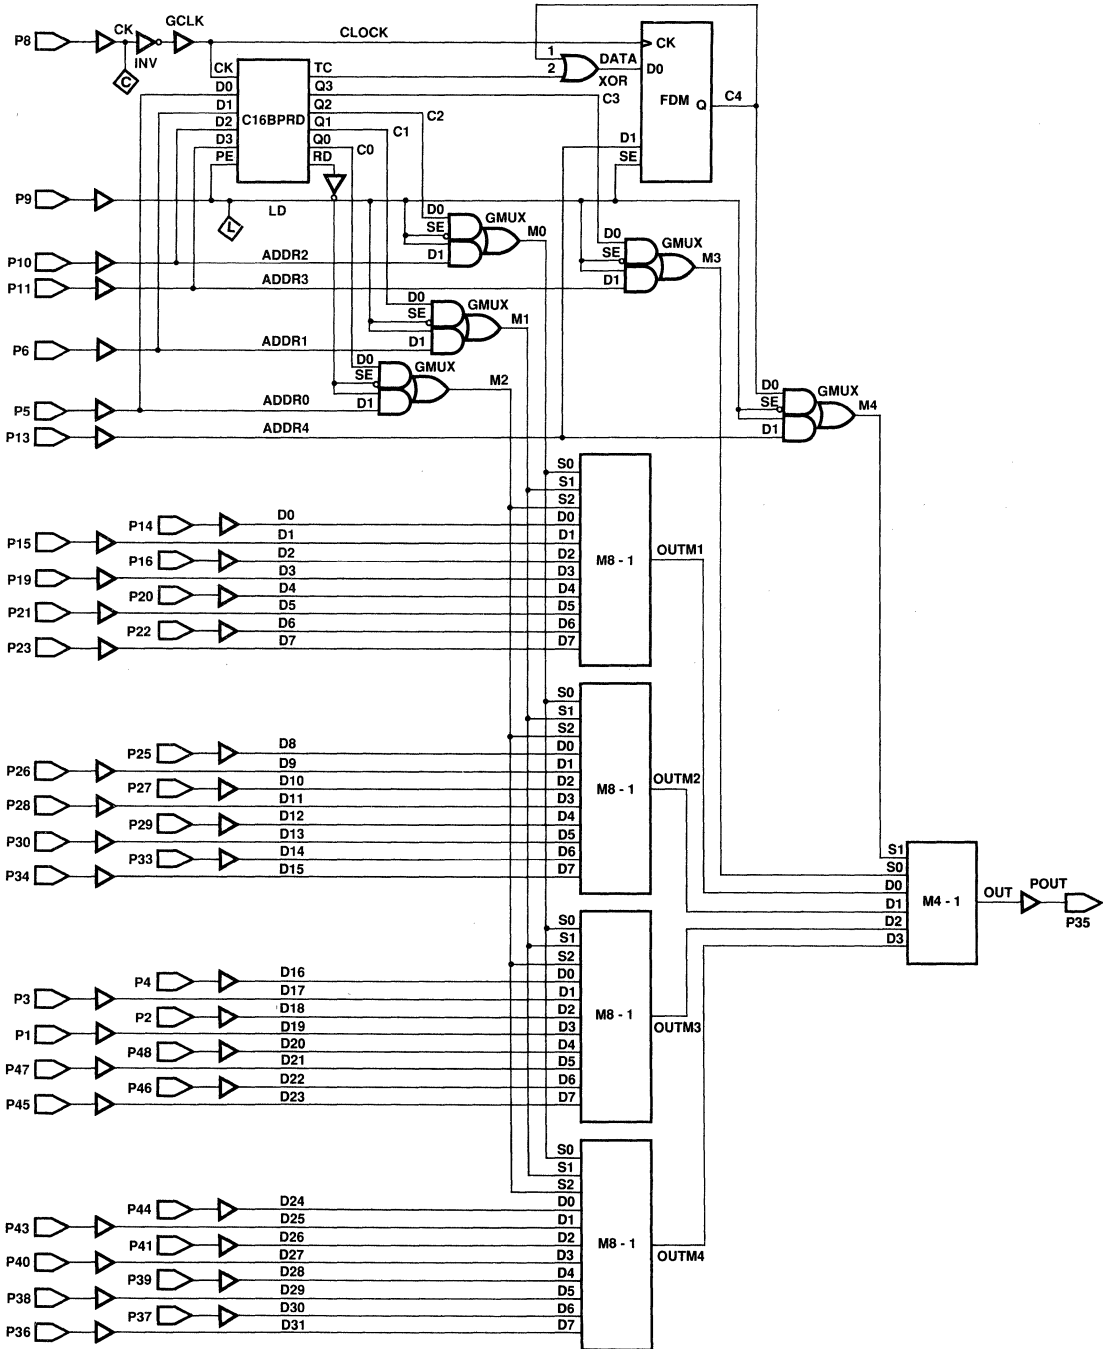 P8
CK
INV
C
GCLK
CLOCK
1
2
DATA
XOR
CK
D0
FDM Q
C4
D1
SE
CK
D0
D1
D2
D3
PE
C16BPRD
TC
Q3
Q2
Q1
Q0
RD
C3
C2
C1
C0
P9
L
LD
P10
ADDR2
P11
ADDR3
P6
ADDR1
P5
ADDR0
P13
ADDR4
D0
SE
D1
GMUX
M0
D0
SE
D1
GMUX
M3
D0
SE
D1
GMUX
M1
D0
SE
D1
GMUX
M2
D0
SE
D1
GMUX
M4
S0
S1
S2
P14 D0 D0
P15 D1 D1
P16 D2 D2
P19 D3 D3
P20 D4 D4
P21 D5 D5
P22 D6 D6
P23 D7 D7
M8 - 1
OUTM1
S0
S1
S2
P25 D8 D0
P26 D9 D1
P27 D10 D2
P28 D11 D3
P29 D12 D4
P30 D13 D5
P33 D14 D6
P34 D15 D7
M8 - 1
OUTM2
S0
S1
S2
P4 D16 D0
P3 D17 D1
P2 D18 D2
P1 D19 D3
P48 D20 D4
P47 D21 D5
P46 D22 D6
P45 D23 D7
M8 - 1
OUTM3
S0
S1
S2
P44 D24 D0
P43 D25 D1
P41 D26 D2
P40 D27 D3
P39 D28 D4
P38 D29 D5
P37 D30 D6
P36 D31 D7
M8 - 1
OUTM4
S1
S0
D0
D1
D2
D3
M4 - 1
OUT
POUT
P35